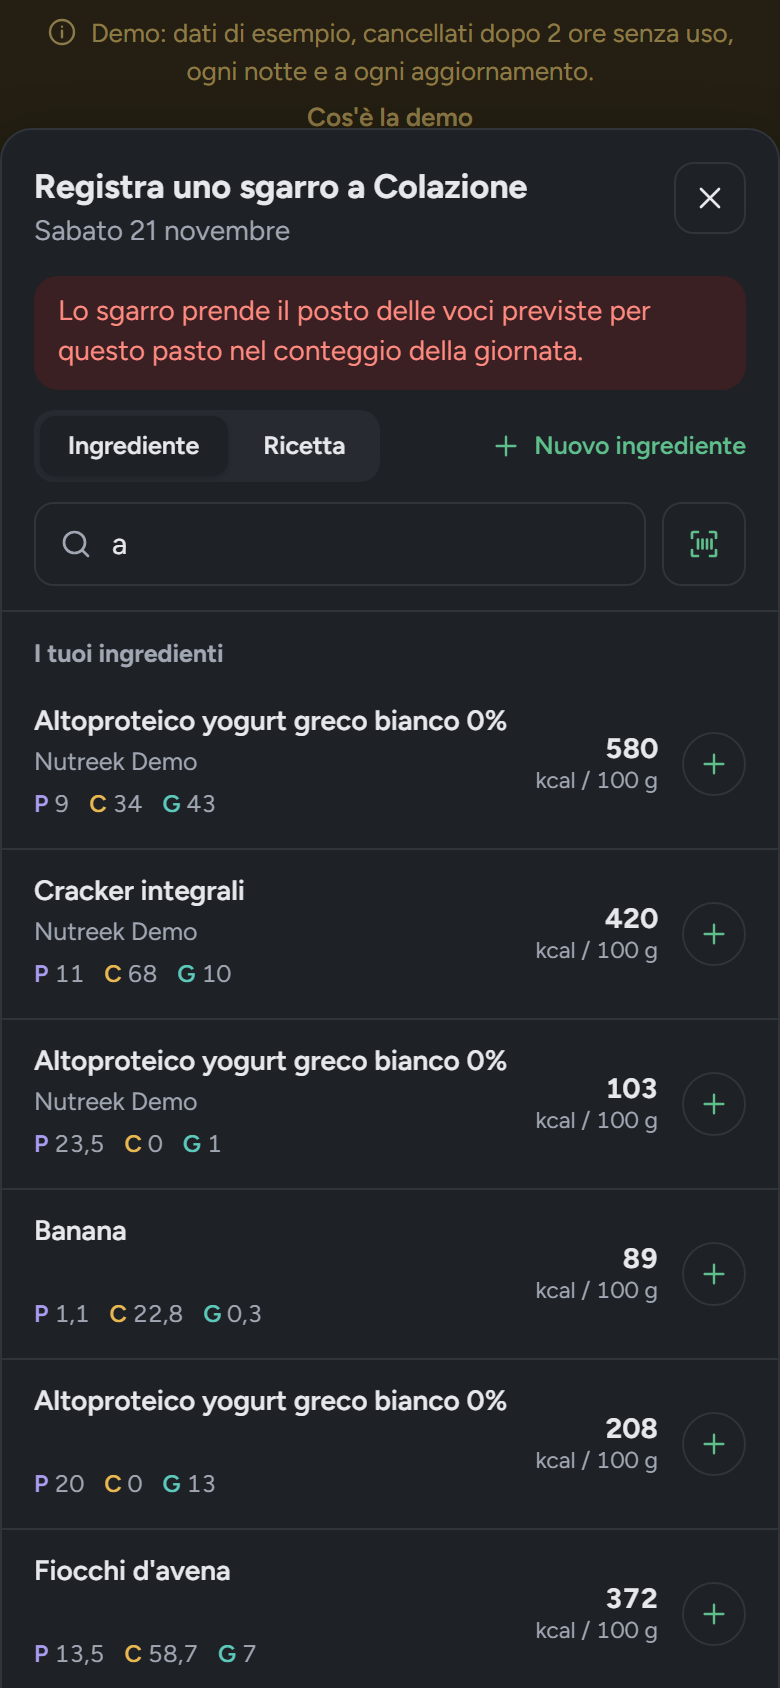 Demo: dati di esempio, cancellati dopo 2 ore senza uso,
ogni notte e a ogni aggiornamento.
Cos'è la demo
Registra uno sgarro a Colazione
Sabato 21 novembre
Lo sgarro prende il posto delle voci previste per
questo pasto nel conteggio della giornata.
Ingrediente
Ricetta
+ Nuovo ingrediente
a
I tuoi ingredienti
Altoproteico yogurt greco bianco 0%
Nutreek Demo
P 9 C 34 G 43
580
kcal / 100 g
Cracker integrali
Nutreek Demo
P 11 C 68 G 10
420
kcal / 100 g
Altoproteico yogurt greco bianco 0%
Nutreek Demo
P 23,5 C 0 G 1
103
kcal / 100 g
Banana
P 1,1 C 22,8 G 0,3
89
kcal / 100 g
Altoproteico yogurt greco bianco 0%
P 20 C 0 G 13
208
kcal / 100 g
Fiocchi d'avena
P 13,5 C 58,7 G 7
372
kcal / 100 g